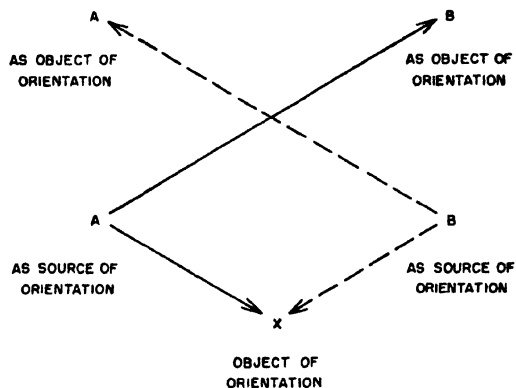 A
AS OBJECT OF
ORIENTATION
B
AS OBJECT OF
ORIENTATION
A
AS SOURCE OF
ORIENTATION
B
AS SOURCE OF
ORIENTATION
X
OBJECT OF
ORIENTATION